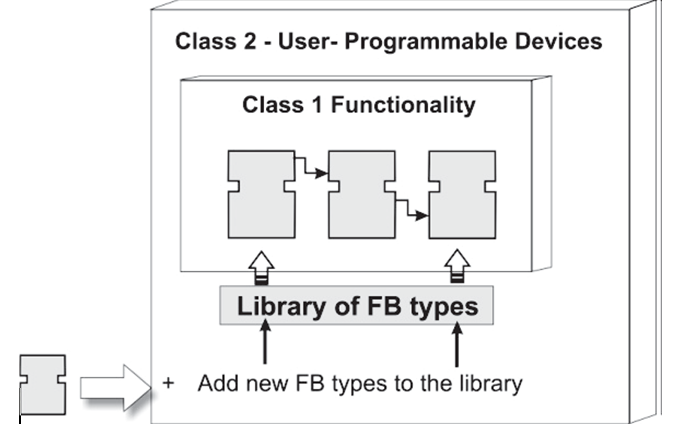 Class 2 - User- Programmable Devices
Class 1 Functionality
Library of FB types
+ Add new FB types to the library